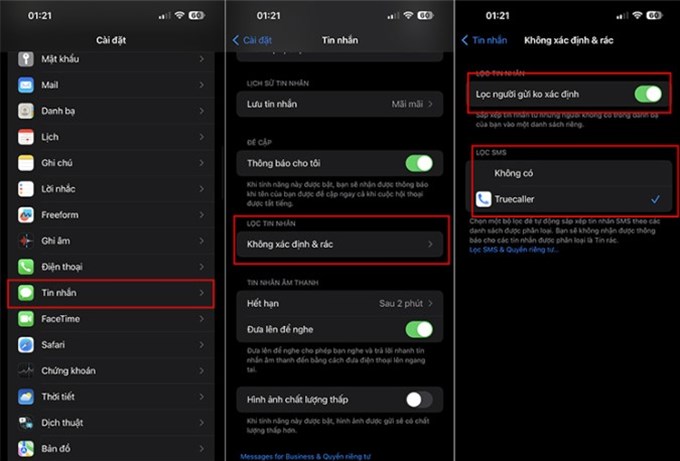 01:21
60
Cài đặt
Mật khẩu
Mail
Danh bạ
Lịch
Ghi chú
Lời nhắc
Freeform
Ghi âm
Điện thoại
Tin nhắn
FaceTime
Safari
Chứng khoán
Thời tiết
Dịch thuật
Bản đồ
01:21
60
Cài đặt
Tin nhắn
LỊCH SỬ TIN NHẮN
Lưu tin nhắn
Mãi mãi
ĐỀ CẬP
Thông báo cho tôi
Khi tính năng này được bật, bạn sẽ nhận được thông báo
khi tên của bạn được đề cập ngay cả khi cuộc hội thoại
được tắt tiếng.
LỌC TIN NHẮN
Không xác định & rác
TIN NHẮN ÂM THANH
Hết hạn
Sau 2 phút
Đưa lên để nghe
Đưa lên để nghe cho phép bạn nghe và trả lời nhanh tin
nhắn âm thanh đến bằng cách đưa điện thoại lên ngang
tai.
Hình ảnh chất lượng thấp
Khi tính năng này được bật, hình ảnh được gửi sẽ có chất
lượng thấp hơn.
Messages for Business & Quyền riêng tư
01:21
60
Tin nhắn
Không xác định & rác
LỌC TIN NHẮN
Lọc người gửi ko xác định
Sắp xếp tin nhắn từ những người không có trong danh bạ
của bạn vào một danh sách riêng.
LỌC SMS
Không có
Truecaller
Chọn một bộ lọc để tự động sắp xếp tin nhắn SMS theo các
danh sách được phân loại. Bạn sẽ không nhận được thông
báo cho các tin nhắn được phân loại là Tin rác.
Lọc SMS & Quyền riêng tư...